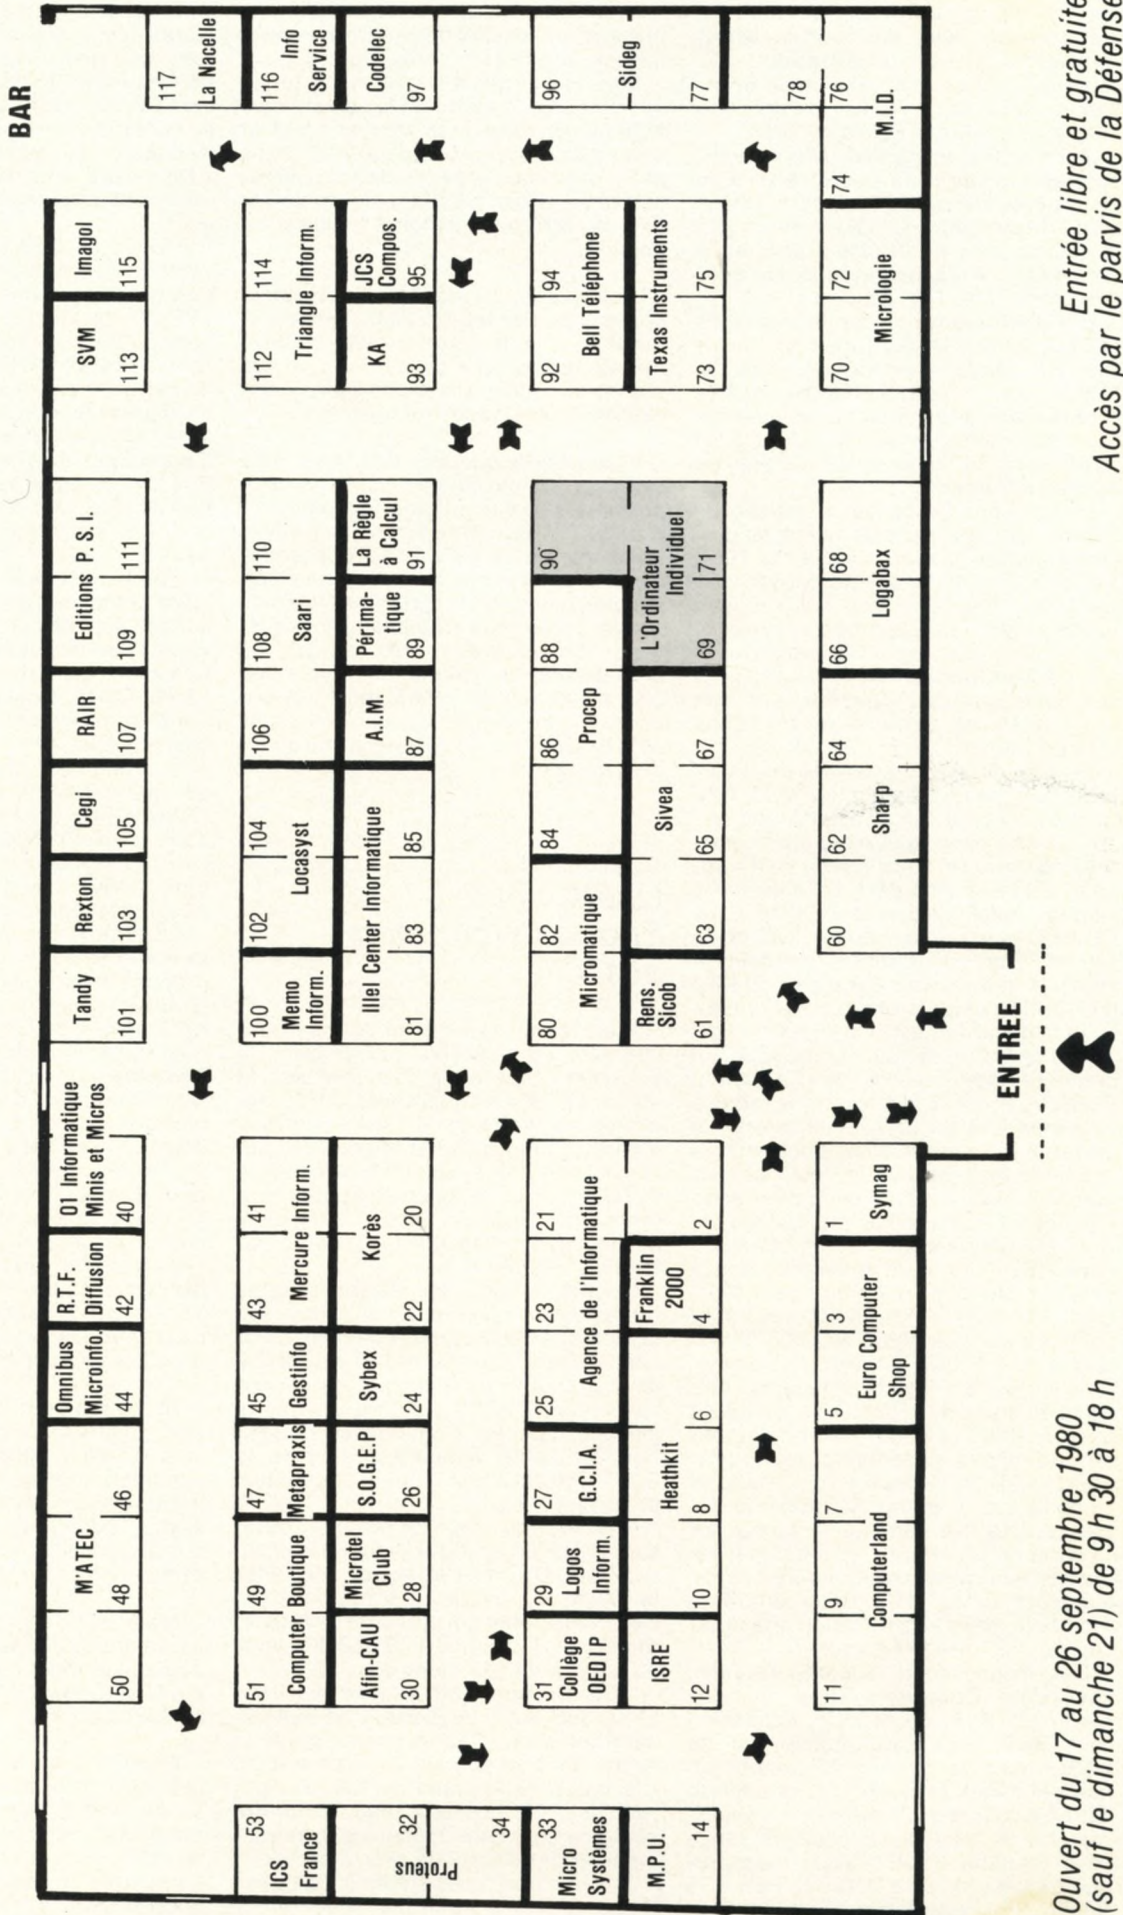 BAR
117
La Nacelle
116 Info
Service
Codelec
97
96
Sideg
77
78
76
M.I.D.
74
Imagol
115
SVM
113
114
Triangle Inform.
112
JCS
Compos.
95
KA
93
94
Bell Téléphone
92
Texas Instruments
75
73
72
Micrologie
70
Editions P. S. I.
111
109
RAIR
107
Cegi
105
Rexton
103
Tandy
101
110
Saari
108
106
104
Locasyst
102
100
Memo
Inform.
La Règle
à Calcul
91
Périma-
tique
89
A.I.M.
87
Illel Center Informatique
85
83
81
90
L'Ordinateur
Individuel
71
69
88
Procep
86
84
82
Micromatique
80
Sivea
67
65
63
Rens.
Sicob
61
68
Logabax
66
64
Sharp
62
60
ENTREE
01 Informatique
Minis et Micros
40
R.T.F.
Diffusion
42
Omnibus
Microinfo.
44
46
M'ATEC
48
50
41
Mercure Inform.
43
Gestinfo
45
Metapraxis
47
Computer Boutique
49
51
Korès
20
22
Sybex
24
S.O.G.E.P
26
Microtel
Club
28
Afin-CAU
30
21
Agence de l'Informatique
23
25
2
Franklin
2000
4
G.C.I.A.
27
Logos
Inform.
29
Collège
OEDIP
31
Heathkit
6
8
10
ISRE
12
Symag
1
Euro Computer
Shop
3
5
Computerland
7
9
11
ICS
France
53
Proteus
32
34
Micro
Systèmes
33
M.P.U.
14
Ouvert du 17 au 26 septembre 1980
(sauf le dimanche 21) de 9 h 30 à 18 h
Entrée libre et gratuite
Accès par le parvis de la Défense